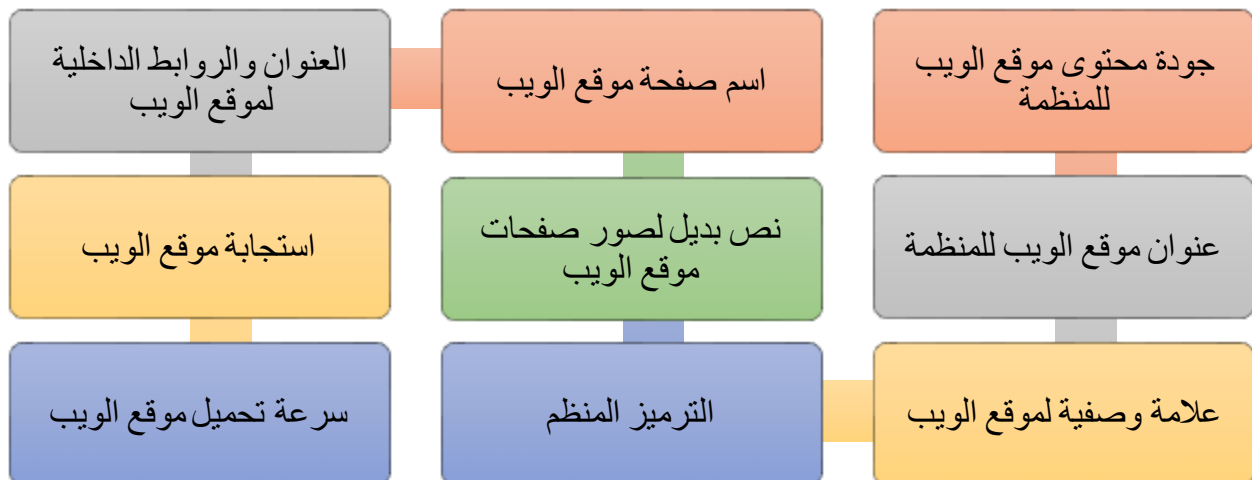 جودة محتوى موقع الويب
للمنظمة
عنوان موقع الويب للمنظمة
علامة وصفية لموقع الويب
الترميز المنظم
نص بديل لصور صفحات
موقع الويب
اسم صفحة موقع الويب
العنوان والروابط الداخلية
لموقع الويب
استجابة موقع الويب
سرعة تحميل موقع الويب